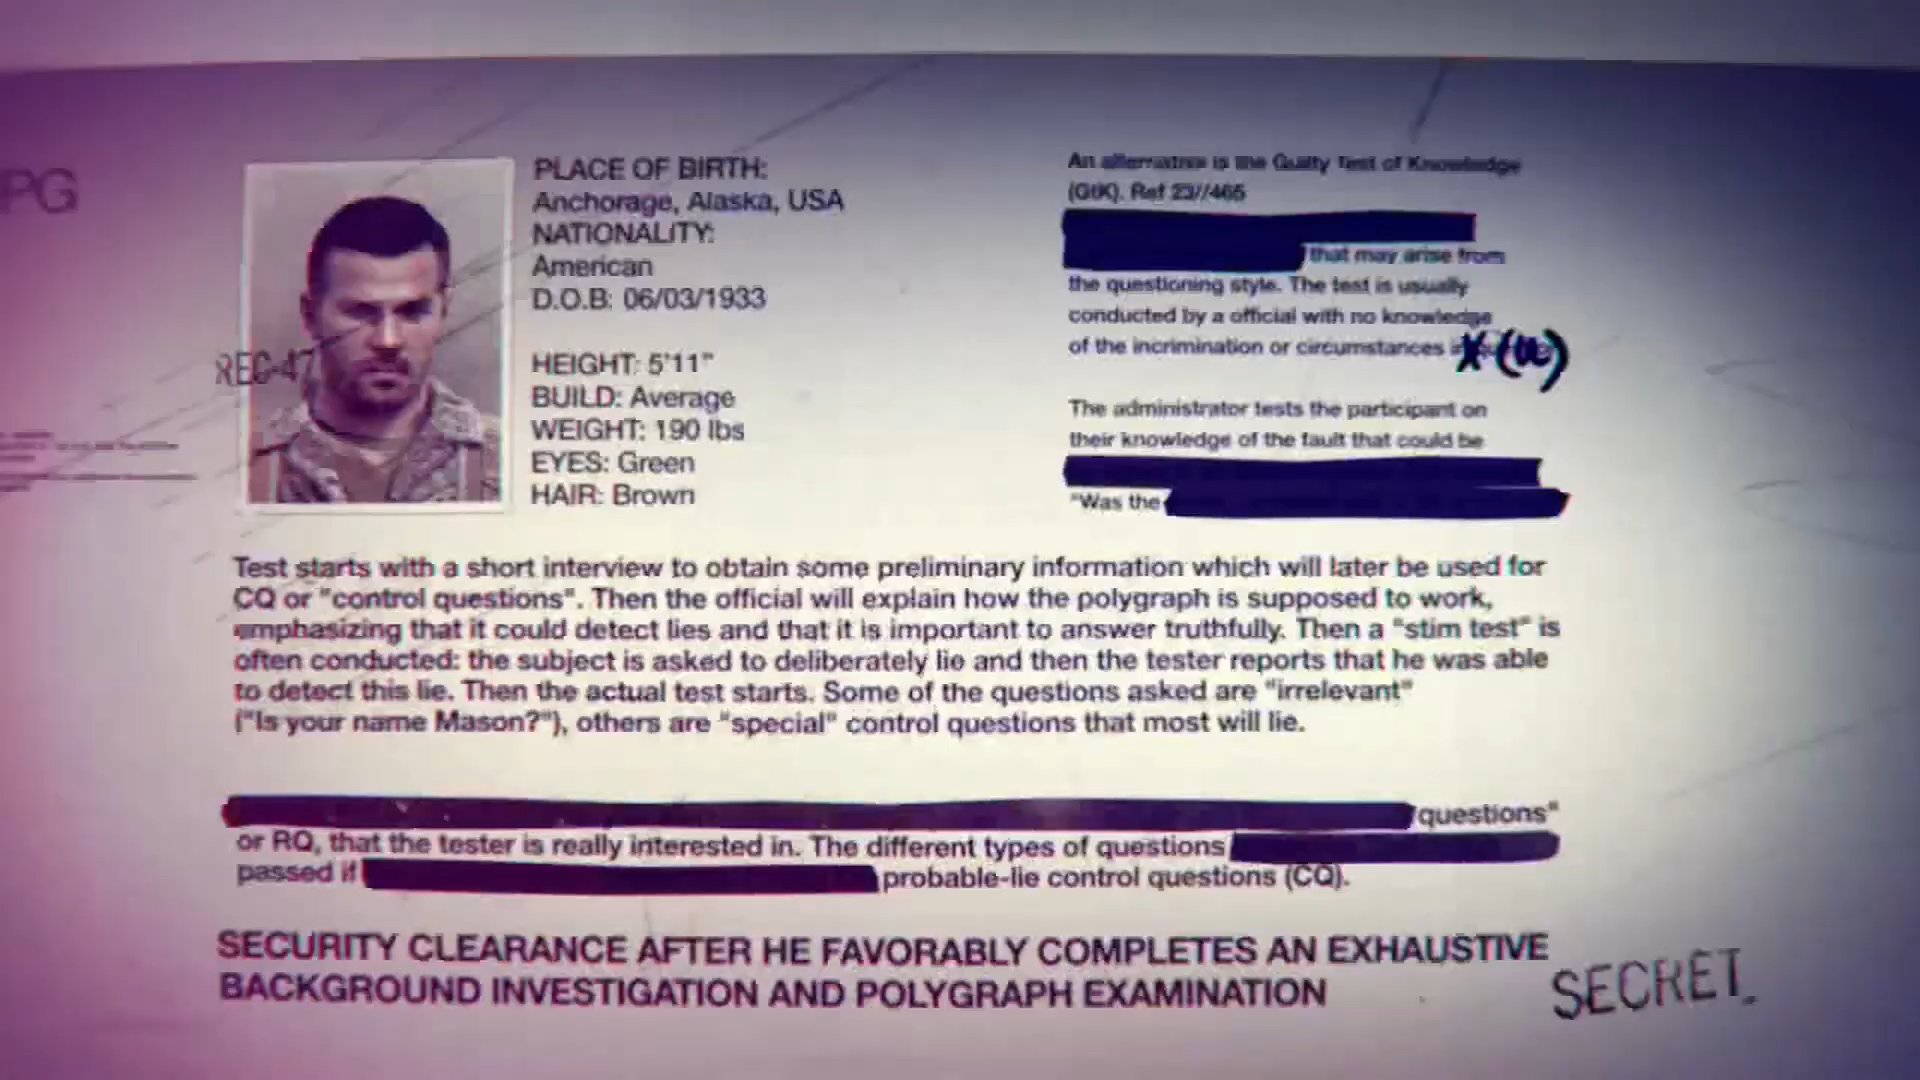 PG
REC-47
PLACE OF BIRTH:
Anchorage, Alaska, USA
NATIONALITY:
American
D.O.B: 06/03/1933
HEIGHT: 5'11"
BUILD: Average
WEIGHT: 190 lbs
EYES: Green
HAIR: Brown
An alternative is the Guilty Test of Knowledge
(GtK). Ref 23//465
that may arise from
the questioning style. The test is usually
conducted by a official with no knowledge
of the incrimination or circumstances
The administrator tests the participant on
their knowledge of the fault that could be
"Was the
Test starts with a short interview to obtain some preliminary information which will later be used for
CQ or "control questions". Then the official will explain how the polygraph is supposed to work,
emphasizing that it could detect lies and that it is important to answer truthfully. Then a "stim test" is
often conducted: the subject is asked to deliberately lie and then the tester reports that he was able
to detect this lie. Then the actual test starts. Some of the questions asked are "irrelevant"
("Is your name Mason?"), others are "special" control questions that most will lie.
questions"
or RQ, that the tester is really interested in. The different types of questions
passed if probable-lie control questions (CQ).
SECURITY CLEARANCE AFTER HE FAVORABLY COMPLETES AN EXHAUSTIVE
BACKGROUND INVESTIGATION AND POLYGRAPH EXAMINATION
SECRET.